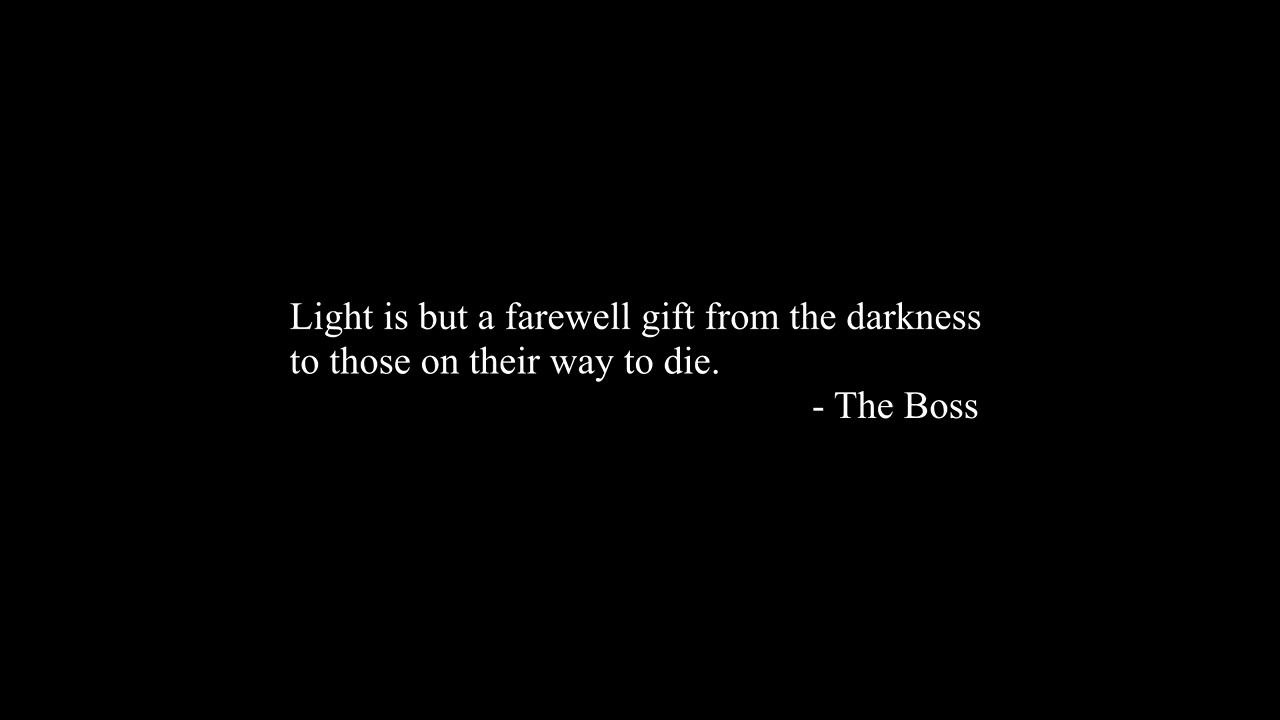 Light is but a farewell gift from the darkness
to those on their way to die.
- The Boss